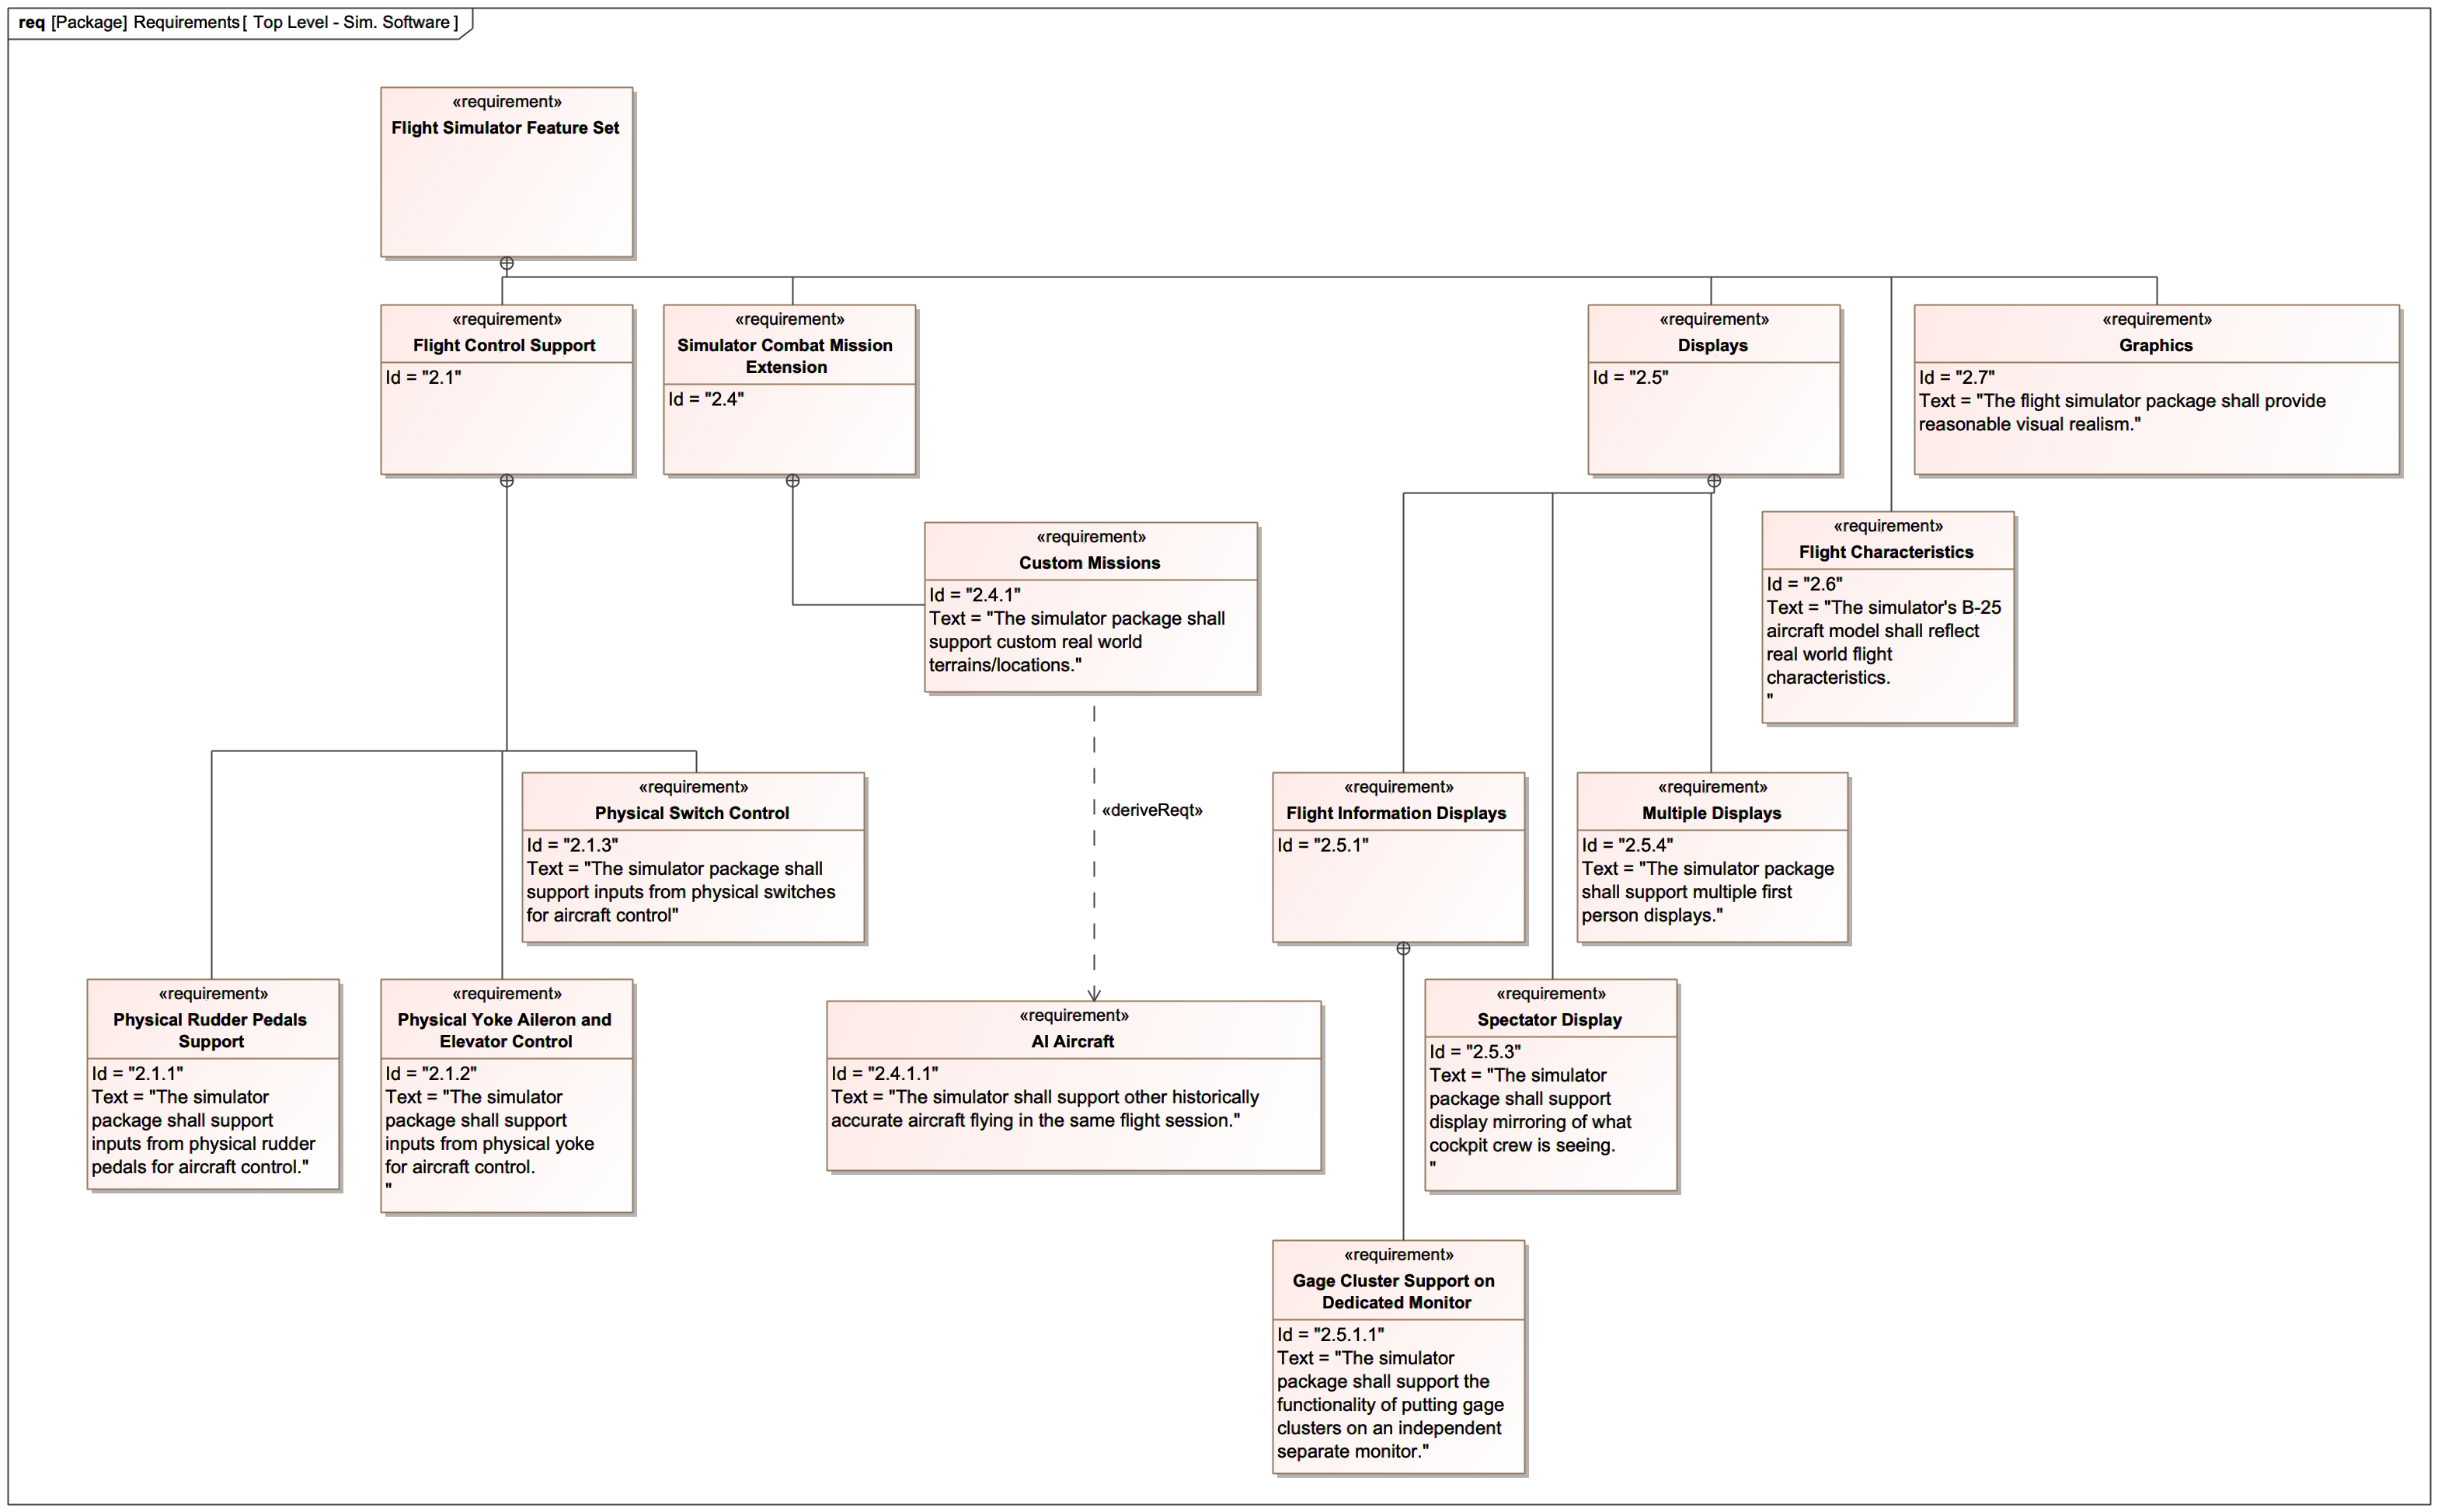 req [Package] Requirements[ Top Level - Sim. Software ]
«requirement»
Flight Simulator Feature Set
«requirement»
Flight Control Support
Id = "2.1"
«requirement»
Simulator Combat Mission
Extension
Id = "2.4"
«requirement»
Displays
Id = "2.5"
«requirement»
Graphics
Id = "2.7"
Text = "The flight simulator package shall provide
reasonable visual realism."
«requirement»
Custom Missions
Id = "2.4.1"
Text = "The simulator package shall
support custom real world
terrains/locations."
«requirement»
Flight Characteristics
Id = "2.6"
Text = "The simulator's B-25
aircraft model shall reflect
real world flight
characteristics.
"
«requirement»
Physical Switch Control
Id = "2.1.3"
Text = "The simulator package shall
support inputs from physical switches
for aircraft control"
«deriveReqt»
«requirement»
Flight Information Displays
Id = "2.5.1"
«requirement»
Multiple Displays
Id = "2.5.4"
Text = "The simulator package
shall support multiple first
person displays."
«requirement»
Physical Rudder Pedals
Support
Id = "2.1.1"
Text = "The simulator
package shall support
inputs from physical rudder
pedals for aircraft control."
«requirement»
Physical Yoke Aileron and
Elevator Control
Id = "2.1.2"
Text = "The simulator
package shall support
inputs from physical yoke
for aircraft control.
"
«requirement»
AI Aircraft
Id = "2.4.1.1"
Text = "The simulator shall support other historically
accurate aircraft flying in the same flight session."
«requirement»
Spectator Display
Id = "2.5.3"
Text = "The simulator
package shall support
display mirroring of what
cockpit crew is seeing.
"
«requirement»
Gage Cluster Support on
Dedicated Monitor
Id = "2.5.1.1"
Text = "The simulator
package shall support the
functionality of putting gage
clusters on an independent
separate monitor."